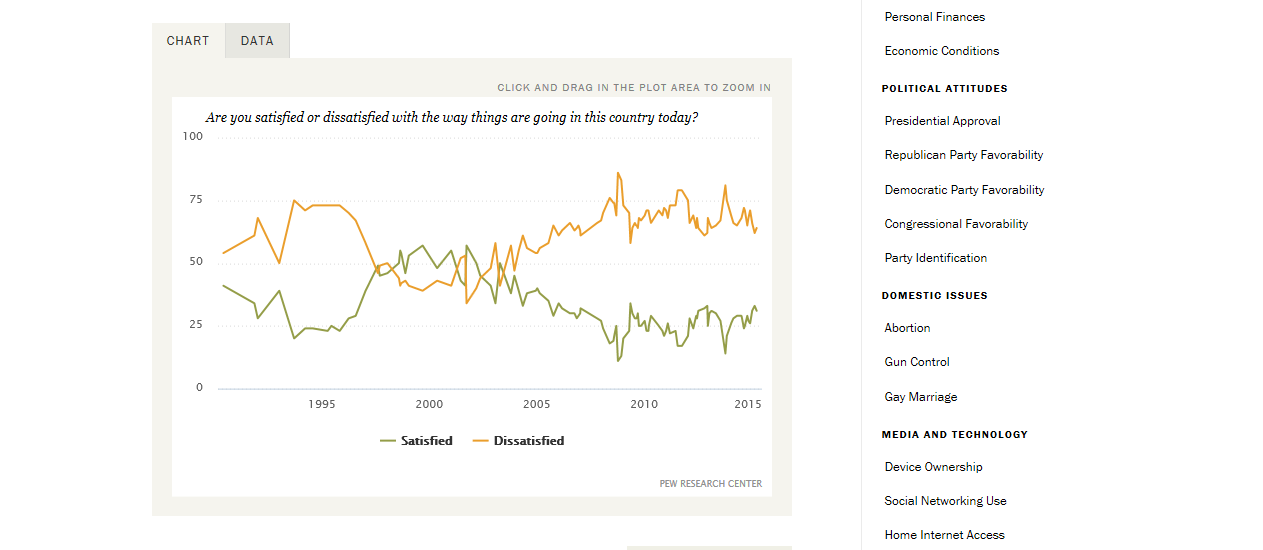 CHART
DATA
CLICK AND DRAG IN THE PLOT AREA TO ZOOM IN
Are you satisfied or dissatisfied with the way things are going in this country today?
100
75
50
25
0
1995
2000
2005
2010
2015
Satisfied
Dissatisfied
PEW RESEARCH CENTER
Personal Finances
Economic Conditions
POLITICAL ATTITUDES
Presidential Approval
Republican Party Favorability
Democratic Party Favorability
Congressional Favorability
Party Identification
DOMESTIC ISSUES
Abortion
Gun Control
Gay Marriage
MEDIA AND TECHNOLOGY
Device Ownership
Social Networking Use
Home Internet Access